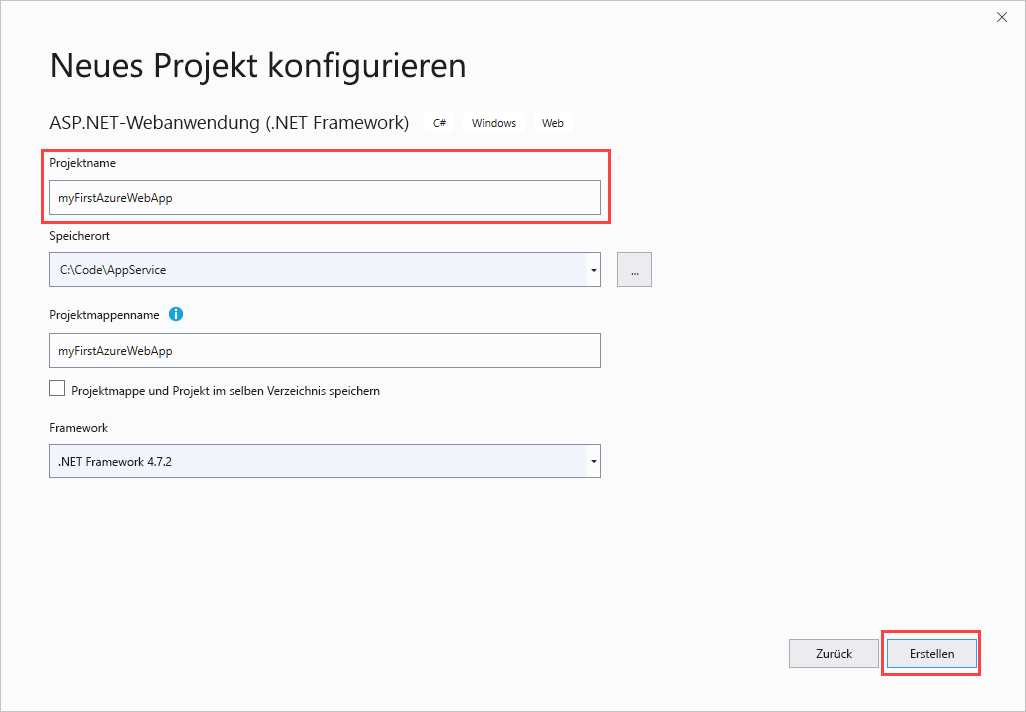 Neues Projekt konfigurieren
ASP.NET-Webanwendung (.NET Framework) C# Windows Web
Projektname
myFirstAzureWebApp
Speicherort
C:\Code\AppService ...
Projektmappenname i
myFirstAzureWebApp
Projektmappe und Projekt im selben Verzeichnis speichern
Framework
.NET Framework 4.7.2
Zurück Erstellen